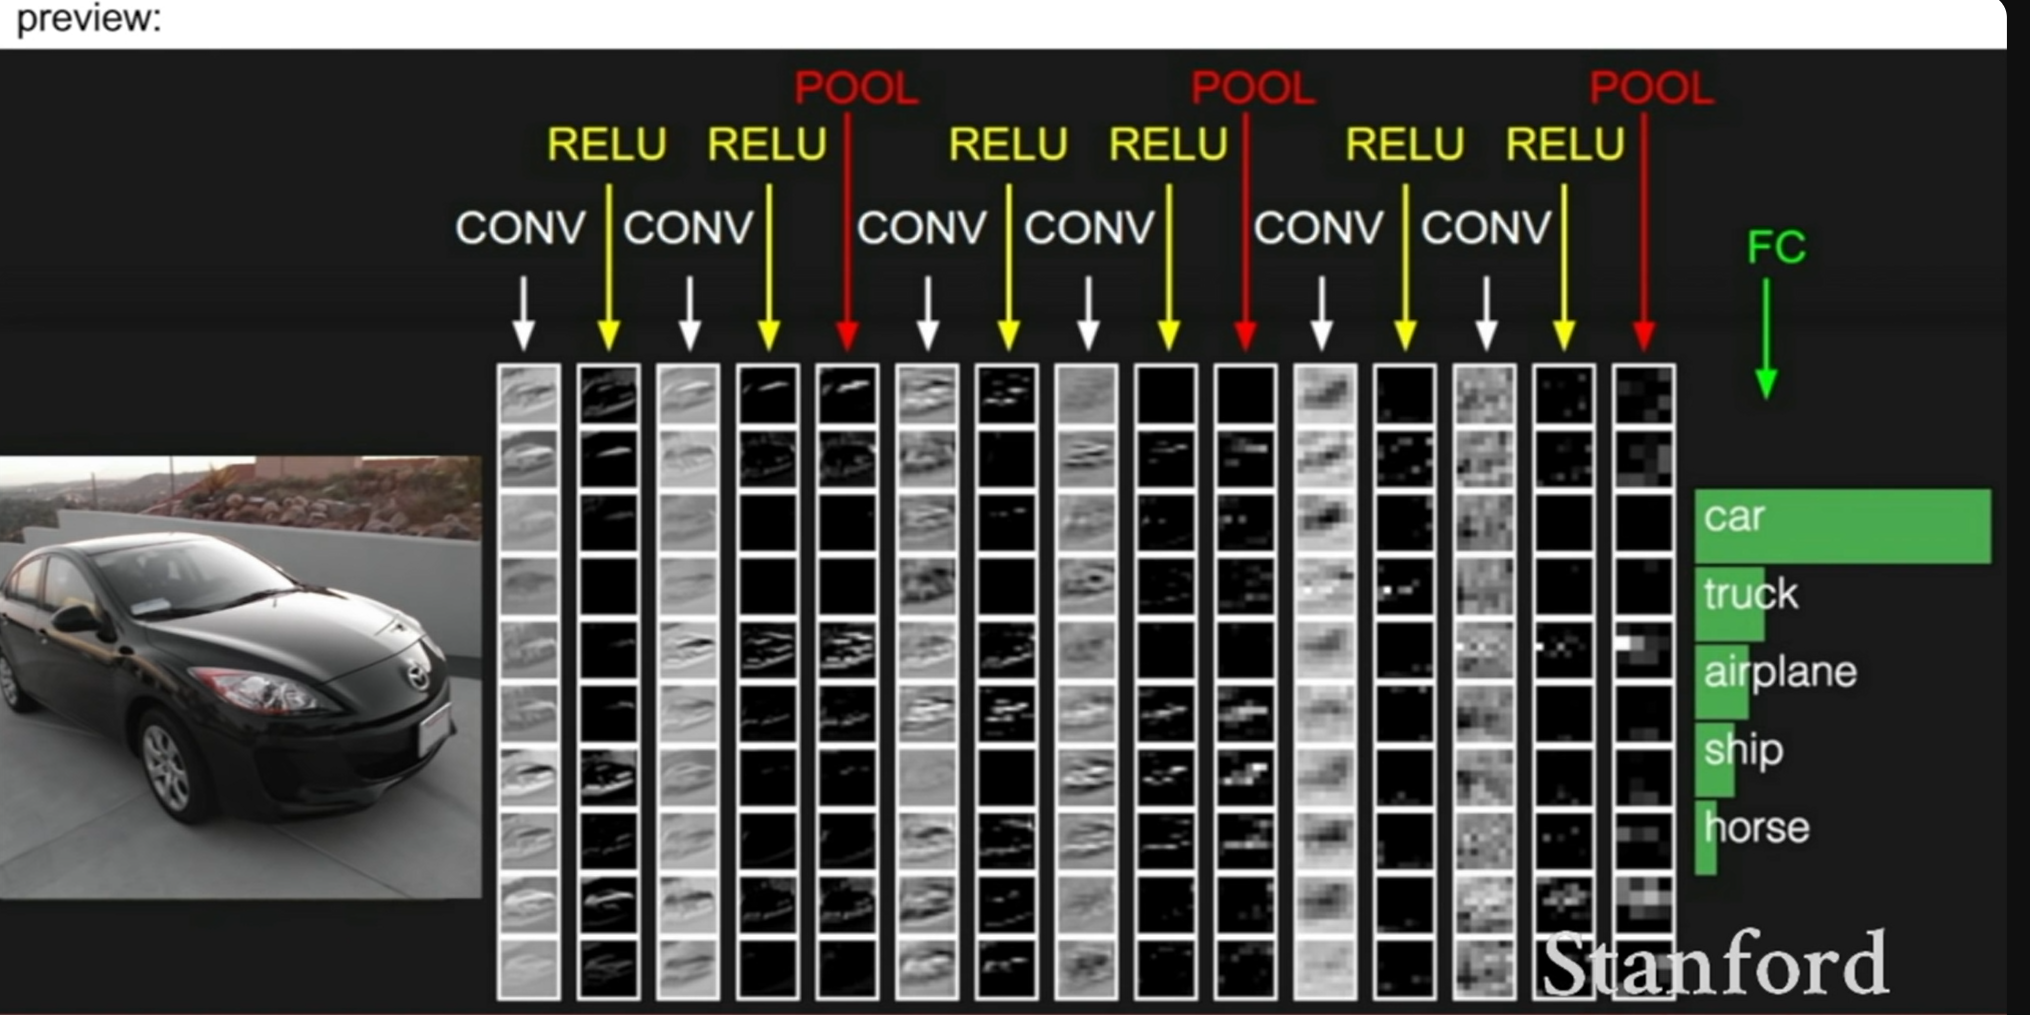 preview:
POOL POOL POOL
RELU RELU RELU RELU RELU RELU
CONV CONV CONV CONV CONV CONV
FC
car
truck
airplane
ship
horse
Stanford